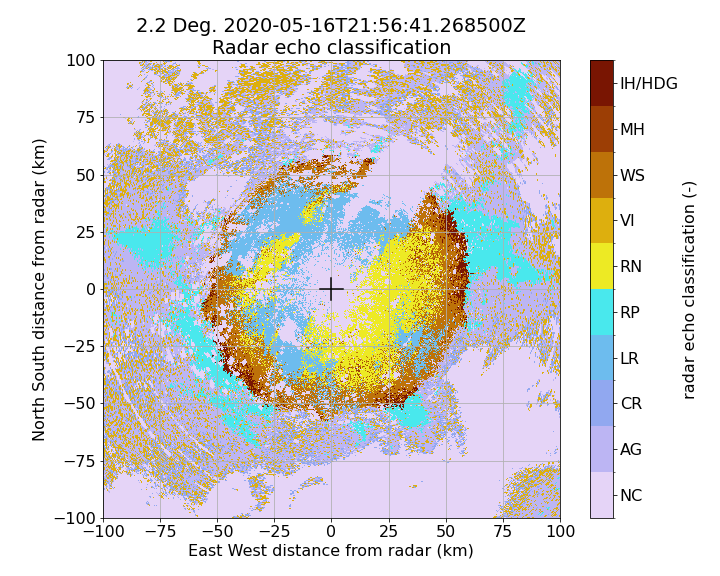 2.2 Deg. 2020-05-16T21:56:41.268500Z
Radar echo classification
100
75
50
25
0
−25
−50
−75
−100
North South distance from radar (km)
−100
−75
−50
−25
0
25
50
75
100
East West distance from radar (km)
IH/HDG
MH
WS
VI
RN
RP
LR
CR
AG
NC
radar echo classification (-)